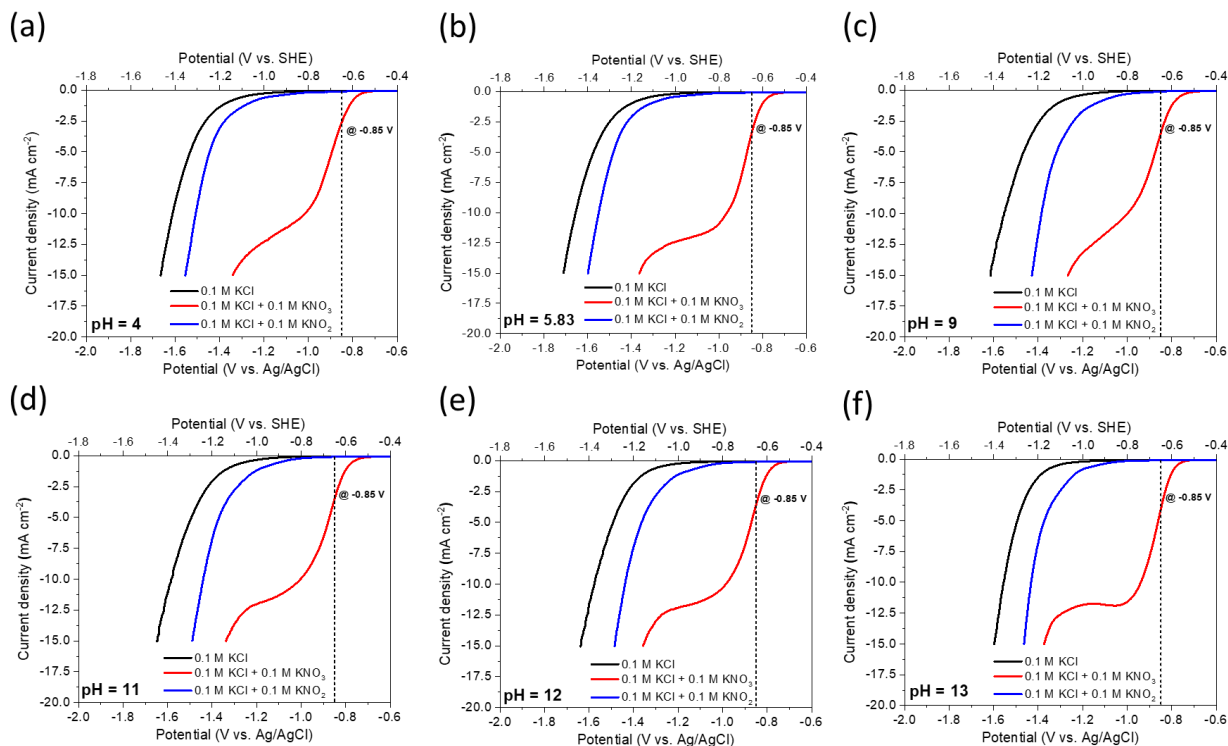 (a)
Potential (V vs. SHE)
-1.8 -1.6 -1.4 -1.2 -1.0 -0.8 -0.6 -0.4
0.0
-2.5
-5.0
-7.5
-10.0
-12.5
-15.0
-17.5
-20.0
Current density (mA cm⁻²)
@ -0.85 V
0.1 M KCl
0.1 M KCl + 0.1 M KNO₃
0.1 M KCl + 0.1 M KNO₂
pH = 4
-2.0 -1.8 -1.6 -1.4 -1.2 -1.0 -0.8 -0.6
Potential (V vs. Ag/AgCl)
(b)
Potential (V vs. SHE)
-1.8 -1.6 -1.4 -1.2 -1.0 -0.8 -0.6 -0.4
0.0
-2.5
-5.0
-7.5
-10.0
-12.5
-15.0
-17.5
-20.0
Current density (mA cm⁻²)
@ -0.85 V
0.1 M KCl
0.1 M KCl + 0.1 M KNO₃
0.1 M KCl + 0.1 M KNO₂
pH = 5.83
-2.0 -1.8 -1.6 -1.4 -1.2 -1.0 -0.8 -0.6
Potential (V vs. Ag/AgCl)
(c)
Potential (V vs. SHE)
-1.8 -1.6 -1.4 -1.2 -1.0 -0.8 -0.6 -0.4
0.0
-2.5
-5.0
-7.5
-10.0
-12.5
-15.0
-17.5
-20.0
Current density (mA cm⁻²)
@ -0.85 V
0.1 M KCl
0.1 M KCl + 0.1 M KNO₃
0.1 M KCl + 0.1 M KNO₂
pH = 9
-2.0 -1.8 -1.6 -1.4 -1.2 -1.0 -0.8 -0.6
Potential (V vs. Ag/AgCl)
(d)
Potential (V vs. SHE)
-1.8 -1.6 -1.4 -1.2 -1.0 -0.8 -0.6 -0.4
0.0
-2.5
-5.0
-7.5
-10.0
-12.5
-15.0
-17.5
-20.0
Current density (mA cm⁻²)
@ -0.85 V
0.1 M KCl
0.1 M KCl + 0.1 M KNO₃
0.1 M KCl + 0.1 M KNO₂
pH = 11
-2.0 -1.8 -1.6 -1.4 -1.2 -1.0 -0.8 -0.6
Potential (V vs. Ag/AgCl)
(e)
Potential (V vs. SHE)
-1.8 -1.6 -1.4 -1.2 -1.0 -0.8 -0.6 -0.4
0.0
-2.5
-5.0
-7.5
-10.0
-12.5
-15.0
-17.5
-20.0
Current density (mA cm⁻²)
@ -0.85 V
0.1 M KCl
0.1 M KCl + 0.1 M KNO₃
0.1 M KCl + 0.1 M KNO₂
pH = 12
-2.0 -1.8 -1.6 -1.4 -1.2 -1.0 -0.8 -0.6
Potential (V vs. Ag/AgCl)
(f)
Potential (V vs. SHE)
-1.8 -1.6 -1.4 -1.2 -1.0 -0.8 -0.6 -0.4
0.0
-2.5
-5.0
-7.5
-10.0
-12.5
-15.0
-17.5
-20.0
Current density (mA cm⁻²)
@ -0.85 V
0.1 M KCl
0.1 M KCl + 0.1 M KNO₃
0.1 M KCl + 0.1 M KNO₂
pH = 13
-2.0 -1.8 -1.6 -1.4 -1.2 -1.0 -0.8 -0.6
Potential (V vs. Ag/AgCl)